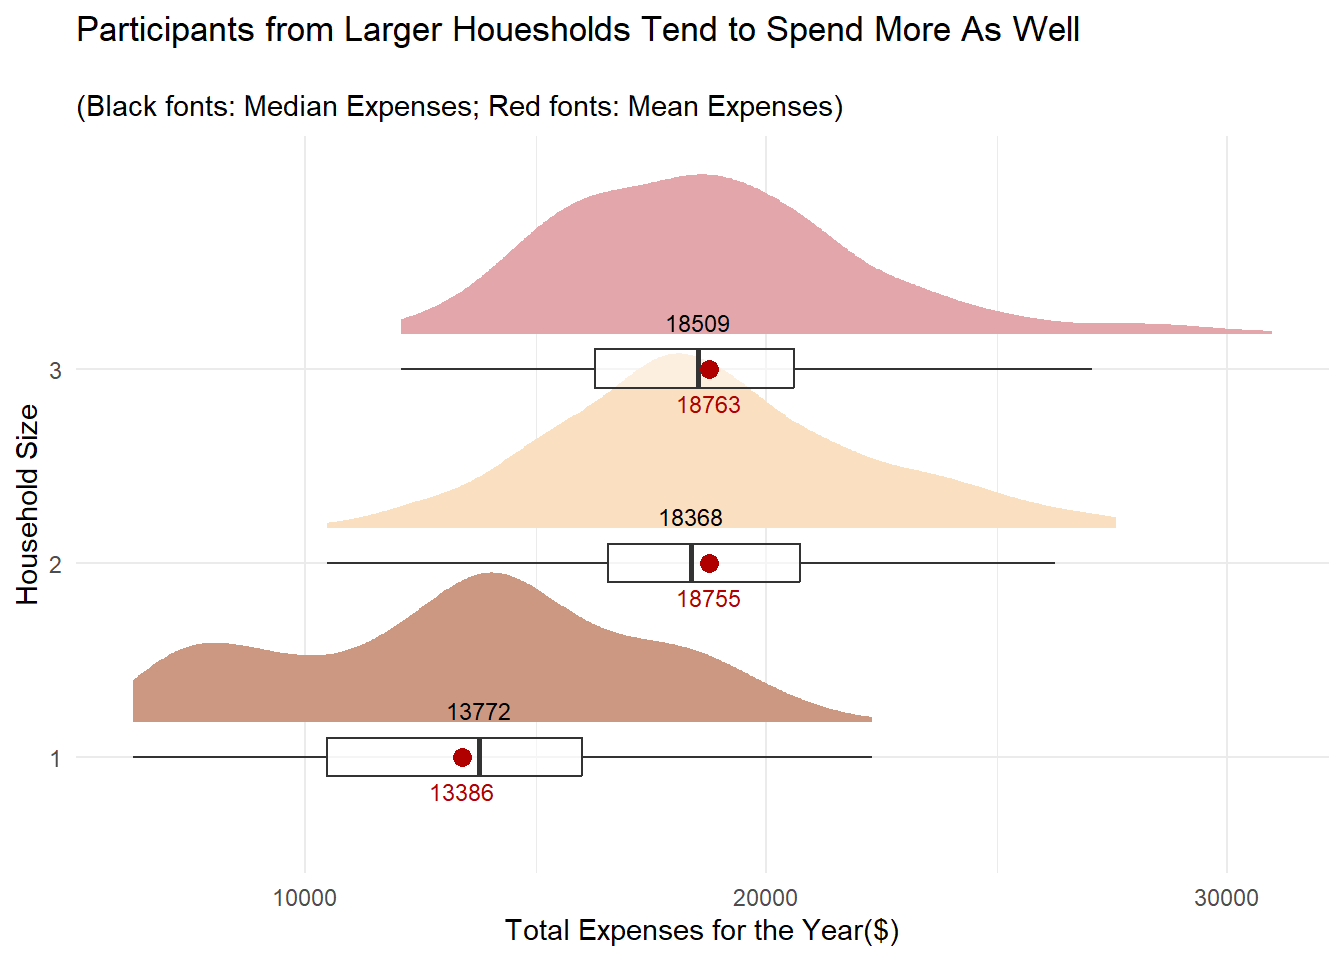 Participants from Larger Houesholds Tend to Spend More As Well
(Black fonts: Median Expenses; Red fonts: Mean Expenses)
18509
3
18763
Household Size
18368
2
18755
13772
1
13386
10000 20000 30000
Total Expenses for the Year($)